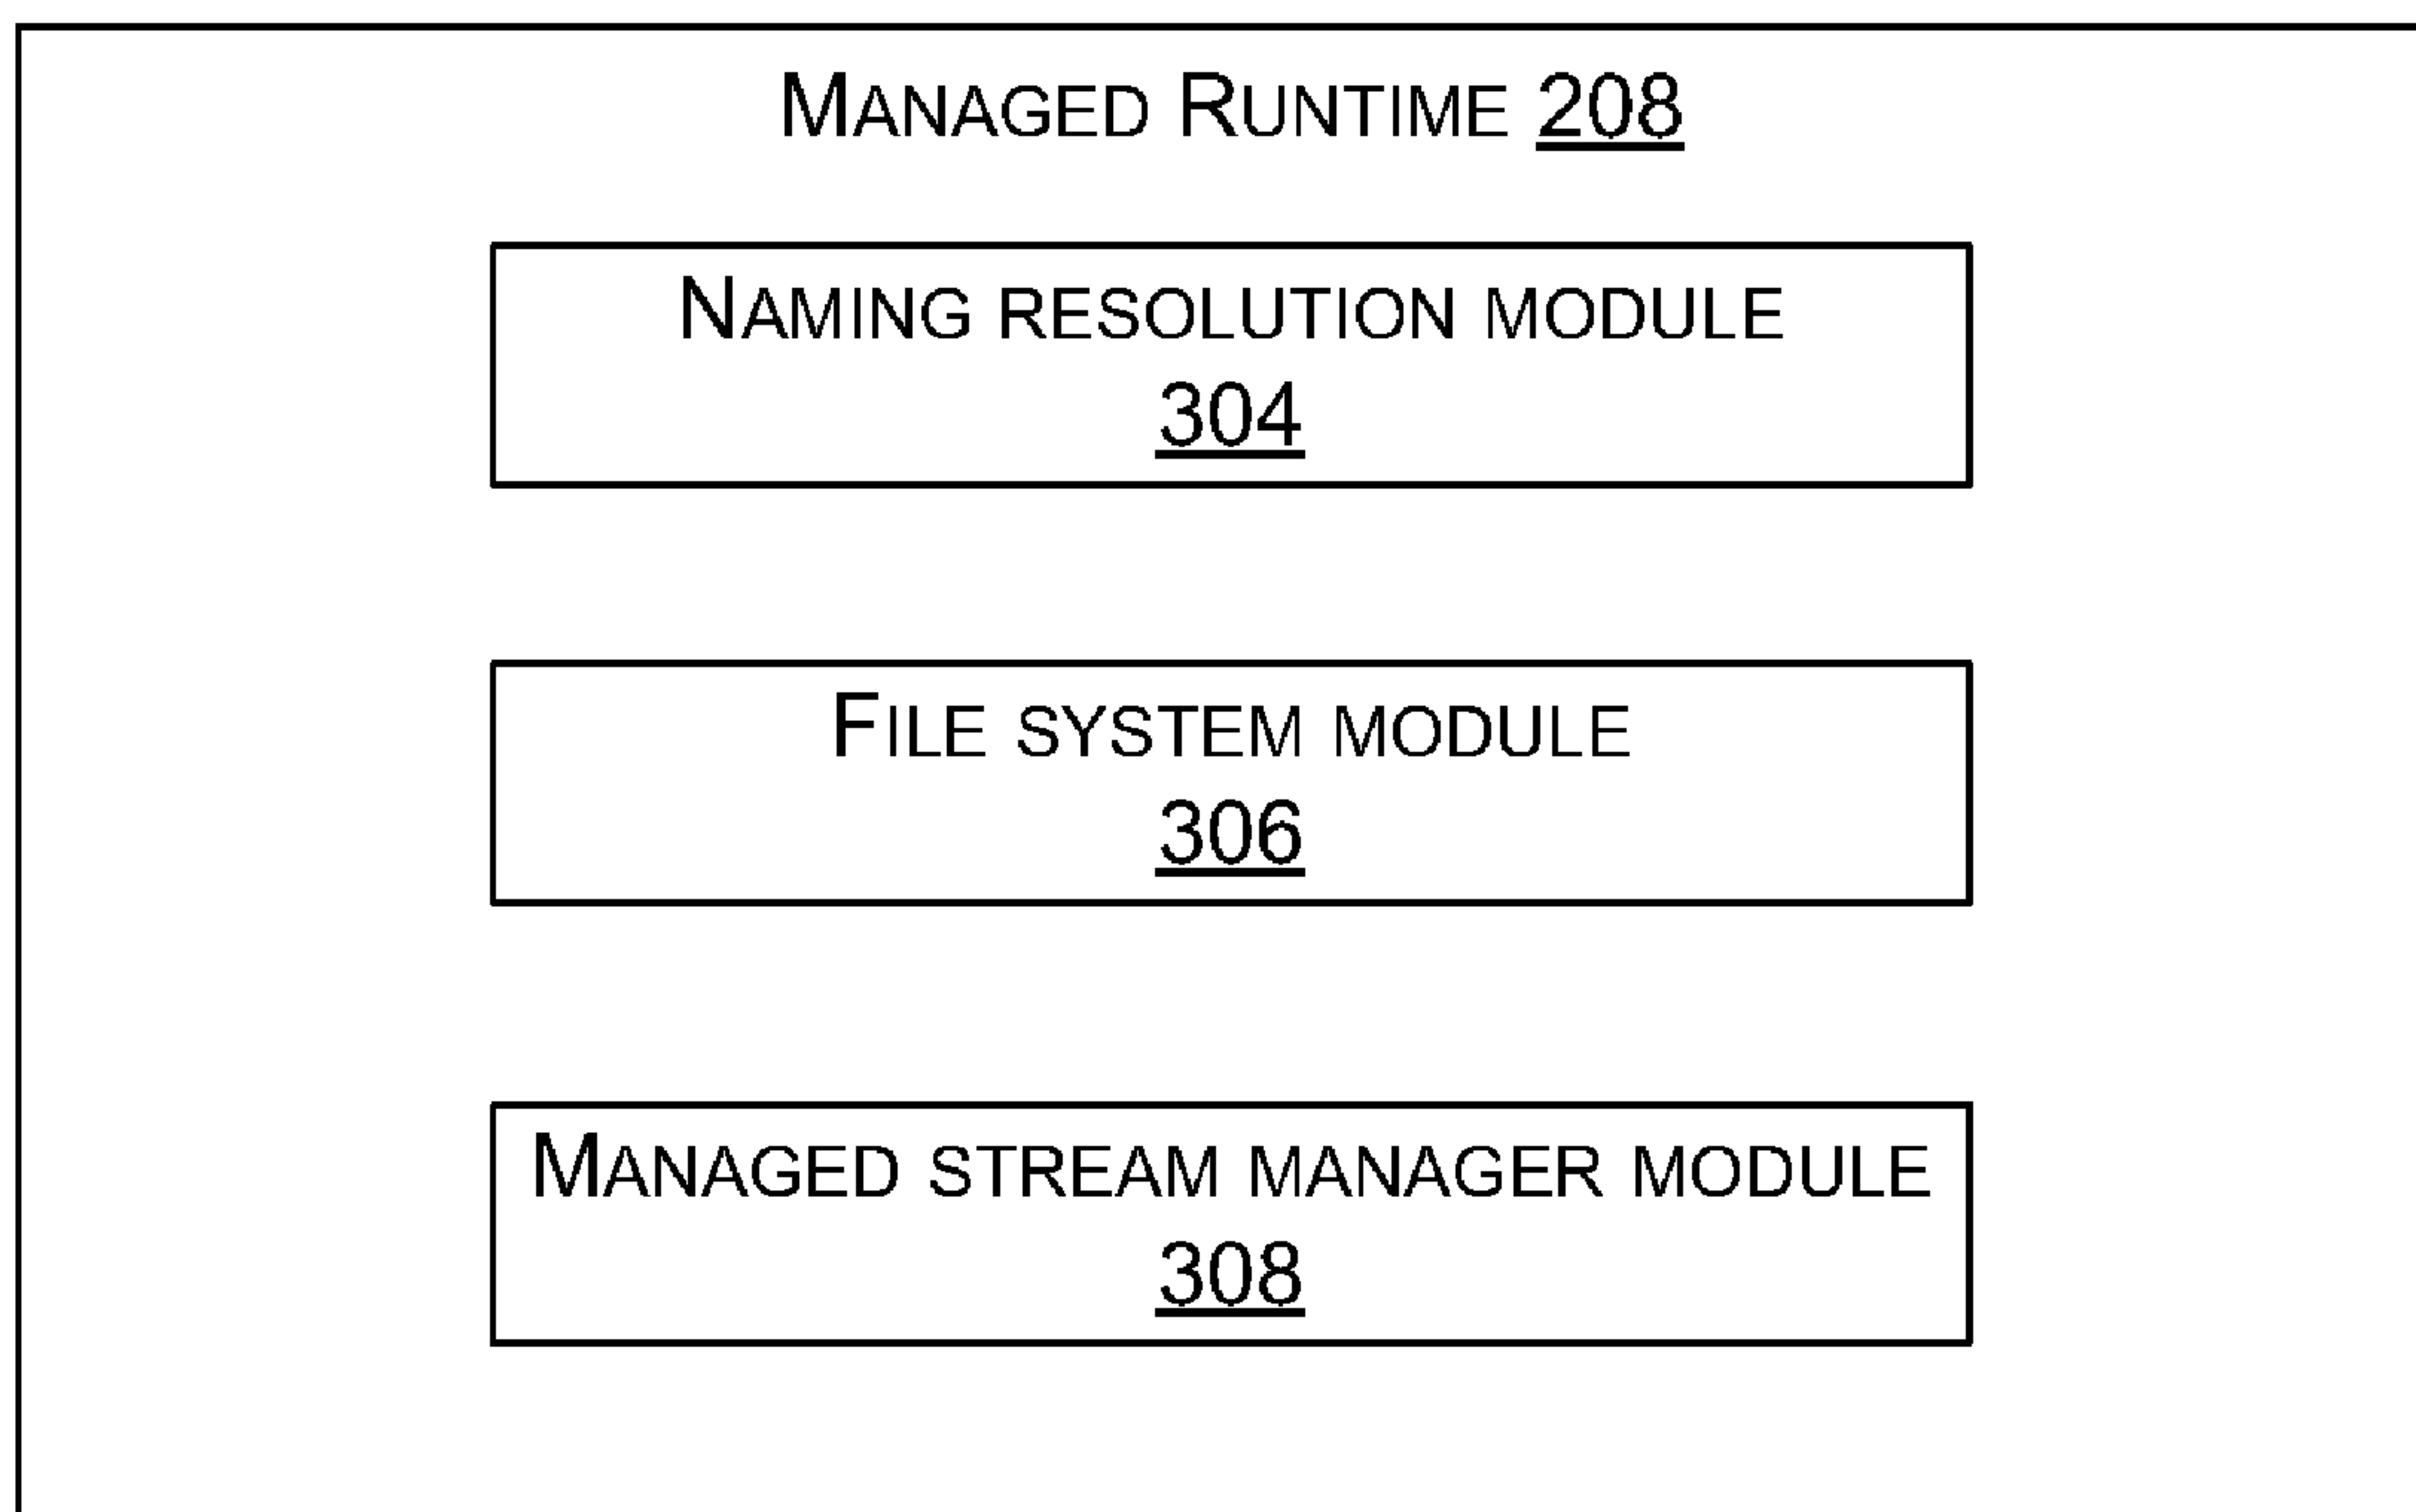 MANAGED RUNTIME 208
NAMING RESOLUTION MODULE
304
FILE SYSTEM MODULE
306
MANAGED STREAM MANAGER MODULE
308